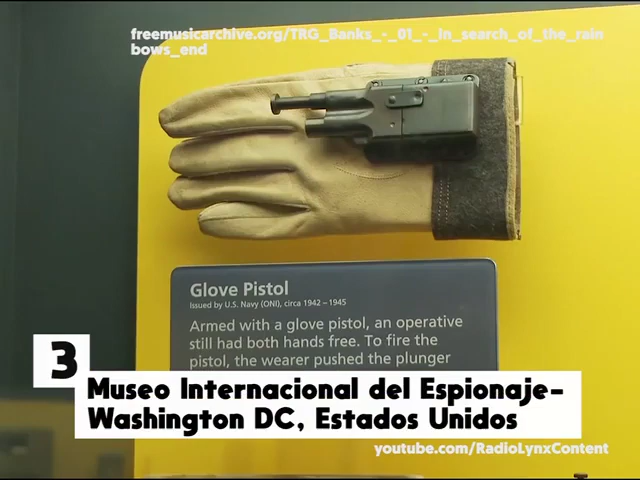 freemusicarchive.org/TRG_Banks_-_01_-_In_search_of_the_rain
bows_end
Glove Pistol
Issued by U.S. Navy (ONI), circa 1942 – 1945
Armed with a glove pistol, an operative
still had both hands free. To fire the
pistol, the wearer pushed the plunger
3
Museo Internacional del Espionaje-
Washington DC, Estados Unidos
youtube.com/RadioLynxContent